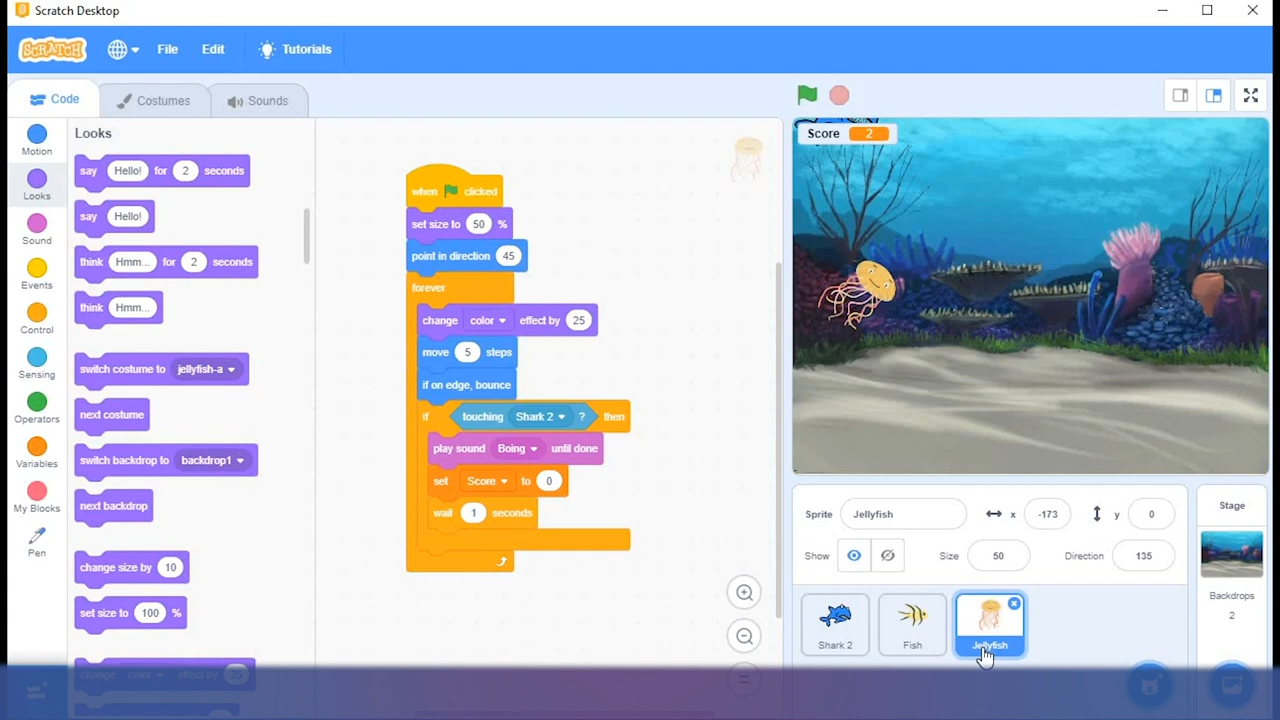 Scratch Desktop
SCRATCH File Edit Tutorials
Code Costumes Sounds
Motion
Looks
Sound
Events
Control
Sensing
Operators
Variables
My Blocks
Pen
Looks
say Hello! for 2 seconds
say Hello!
think Hmm... for 2 seconds
think Hmm...
switch costume to jellyfish-a
next costume
switch backdrop to backdrop1
next backdrop
change size by 10
set size to 100 %
change color effect by 25
when clicked
set size to 50 %
point in direction 45
forever
change color effect by 25
move 5 steps
if on edge, bounce
if touching Shark 2 ? then
play sound Boing until done
set Score to 0
wait 1 seconds
Score 2
Sprite Jellyfish x -173 y 0
Show Size 50 Direction 135
Shark 2 Fish Jellyfish
Stage
Backdrops
2